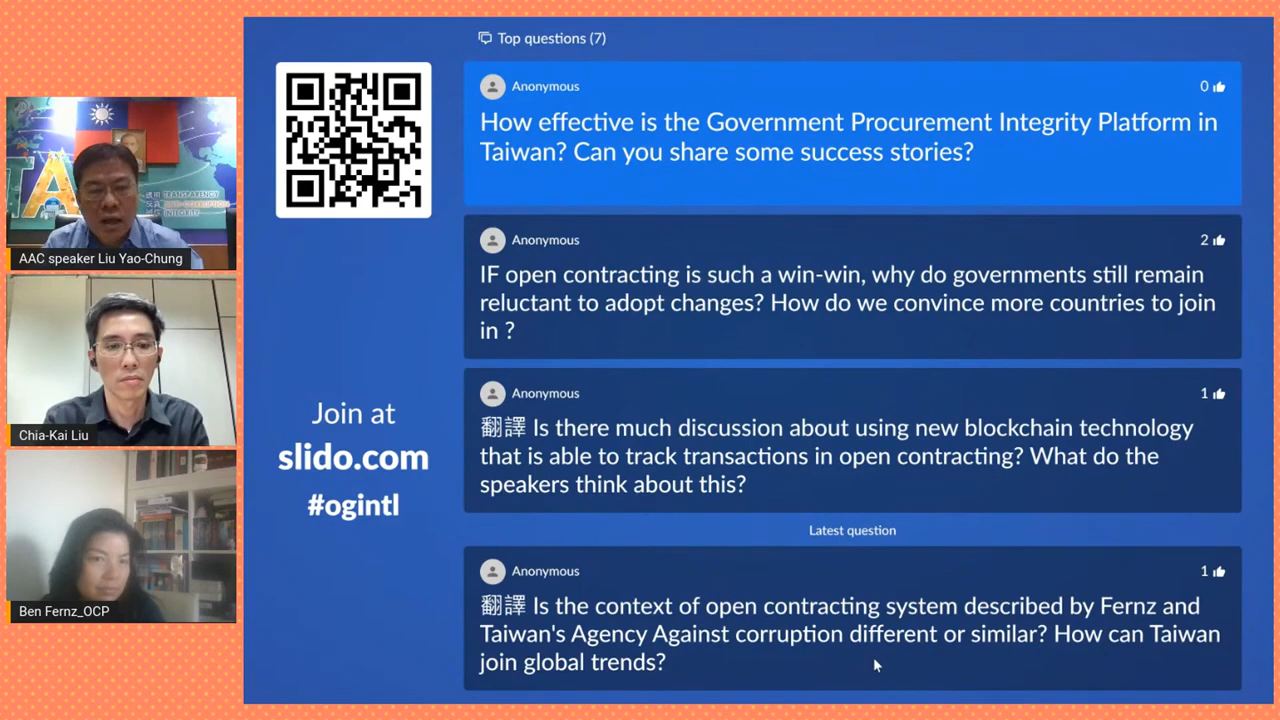 Top questions (7)
Anonymous
0
How effective is the Government Procurement Integrity Platform in
Taiwan? Can you share some success stories?
Anonymous
2
IF open contracting is such a win-win, why do governments still remain
reluctant to adopt changes? How do we convince more countries to join
in ?
Anonymous
1
翻譯 Is there much discussion about using new blockchain technology
that is able to track transactions in open contracting? What do the
speakers think about this?
Latest question
Anonymous
1
翻譯 Is the context of open contracting system described by Fernz and
Taiwan's Agency Against corruption different or similar? How can Taiwan
join global trends?
Join at
slido.com
#ogintl
TRANSPARENCY
INTEGRITY
AAC speaker Liu Yao-Chung
Chia-Kai Liu
Ben Fernz_OCP